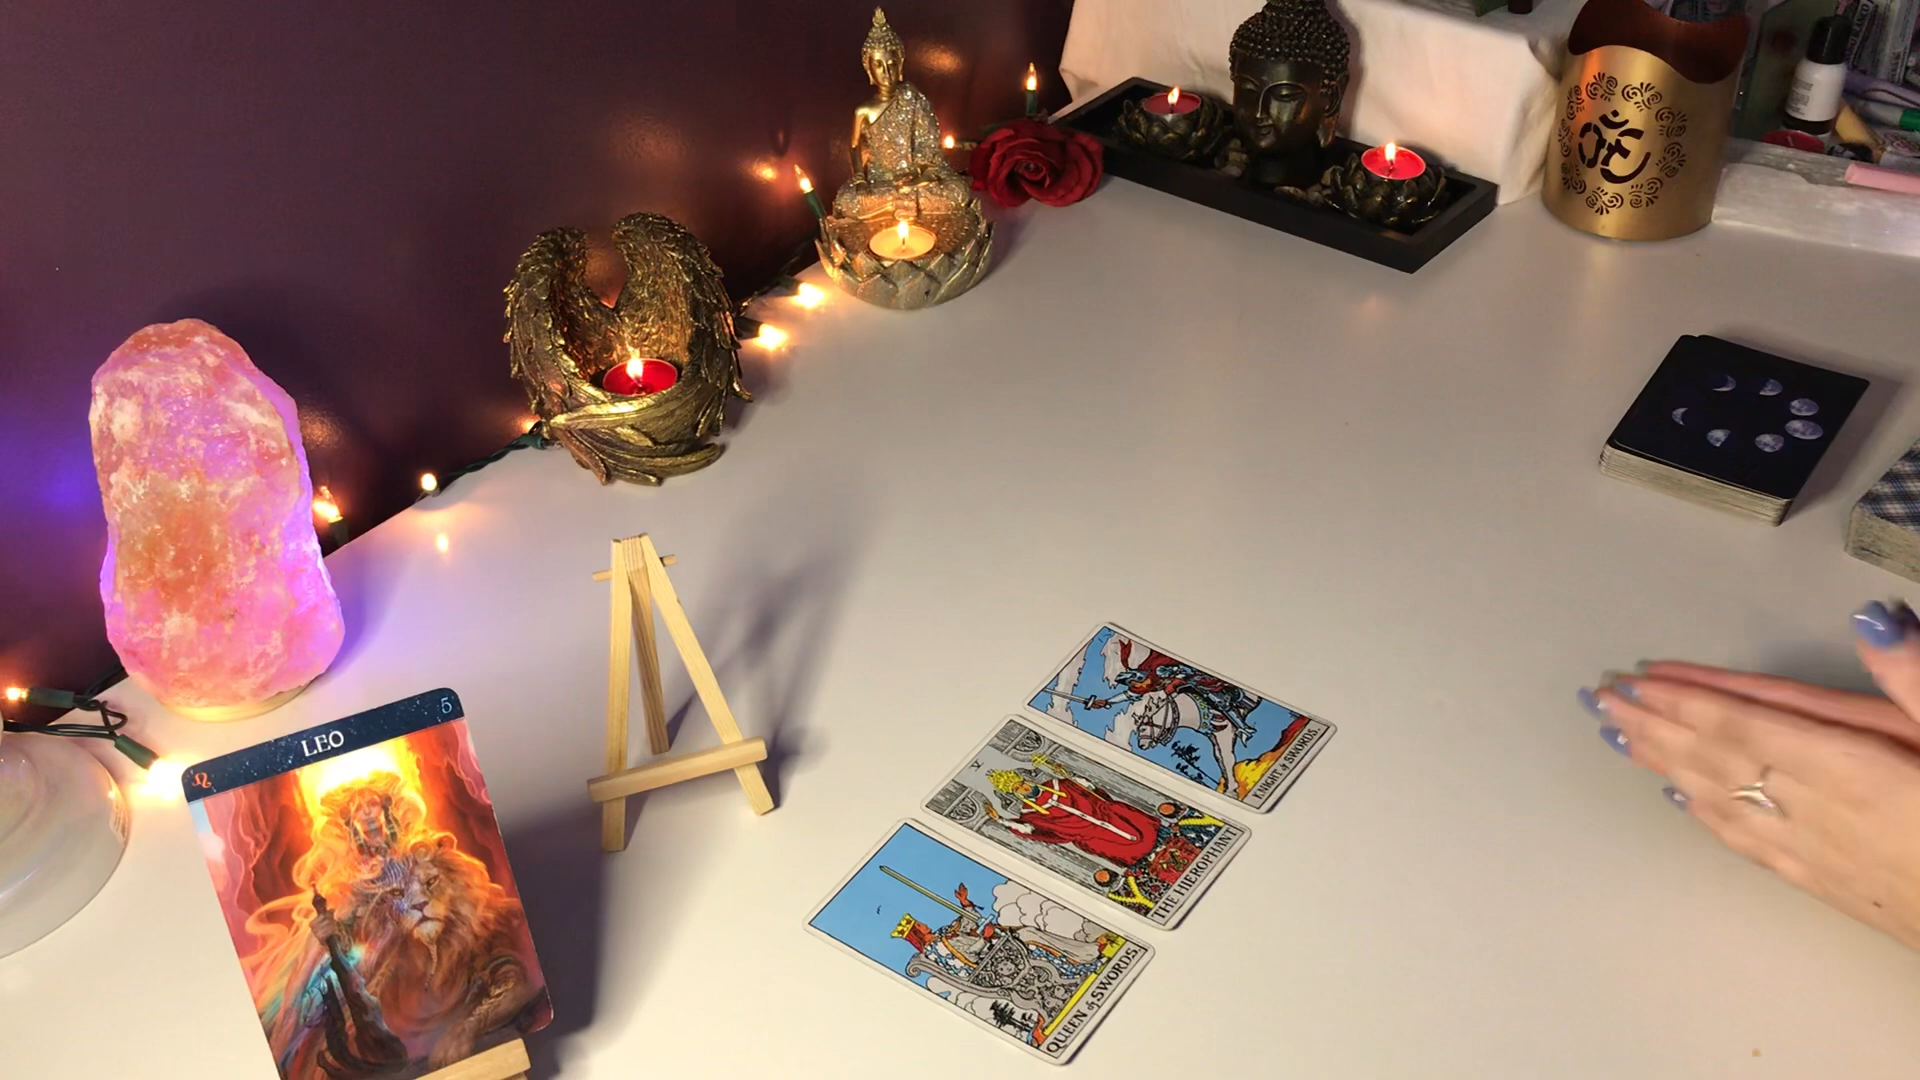 5
LEO
KNIGHT of SWORDS.
V
THE HIEROPHANT
QUEEN of SWORDS.